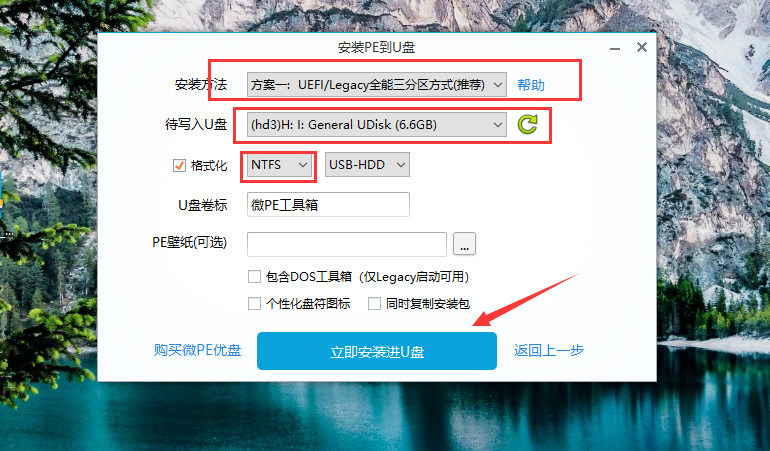 安装PE到U盘
安装方法 方案一：UEFI/Legacy全能三分区方式(推荐) 帮助
待写入U盘 (hd3)H: I: General UDisk (6.6GB)
格式化 NTFS USB-HDD
U盘卷标 微PE工具箱
PE壁纸(可选) ...
包含DOS工具箱（仅Legacy启动可用）
个性化盘符图标 同时复制安装包
购买微PE优盘 立即安装进U盘 返回上一步
...